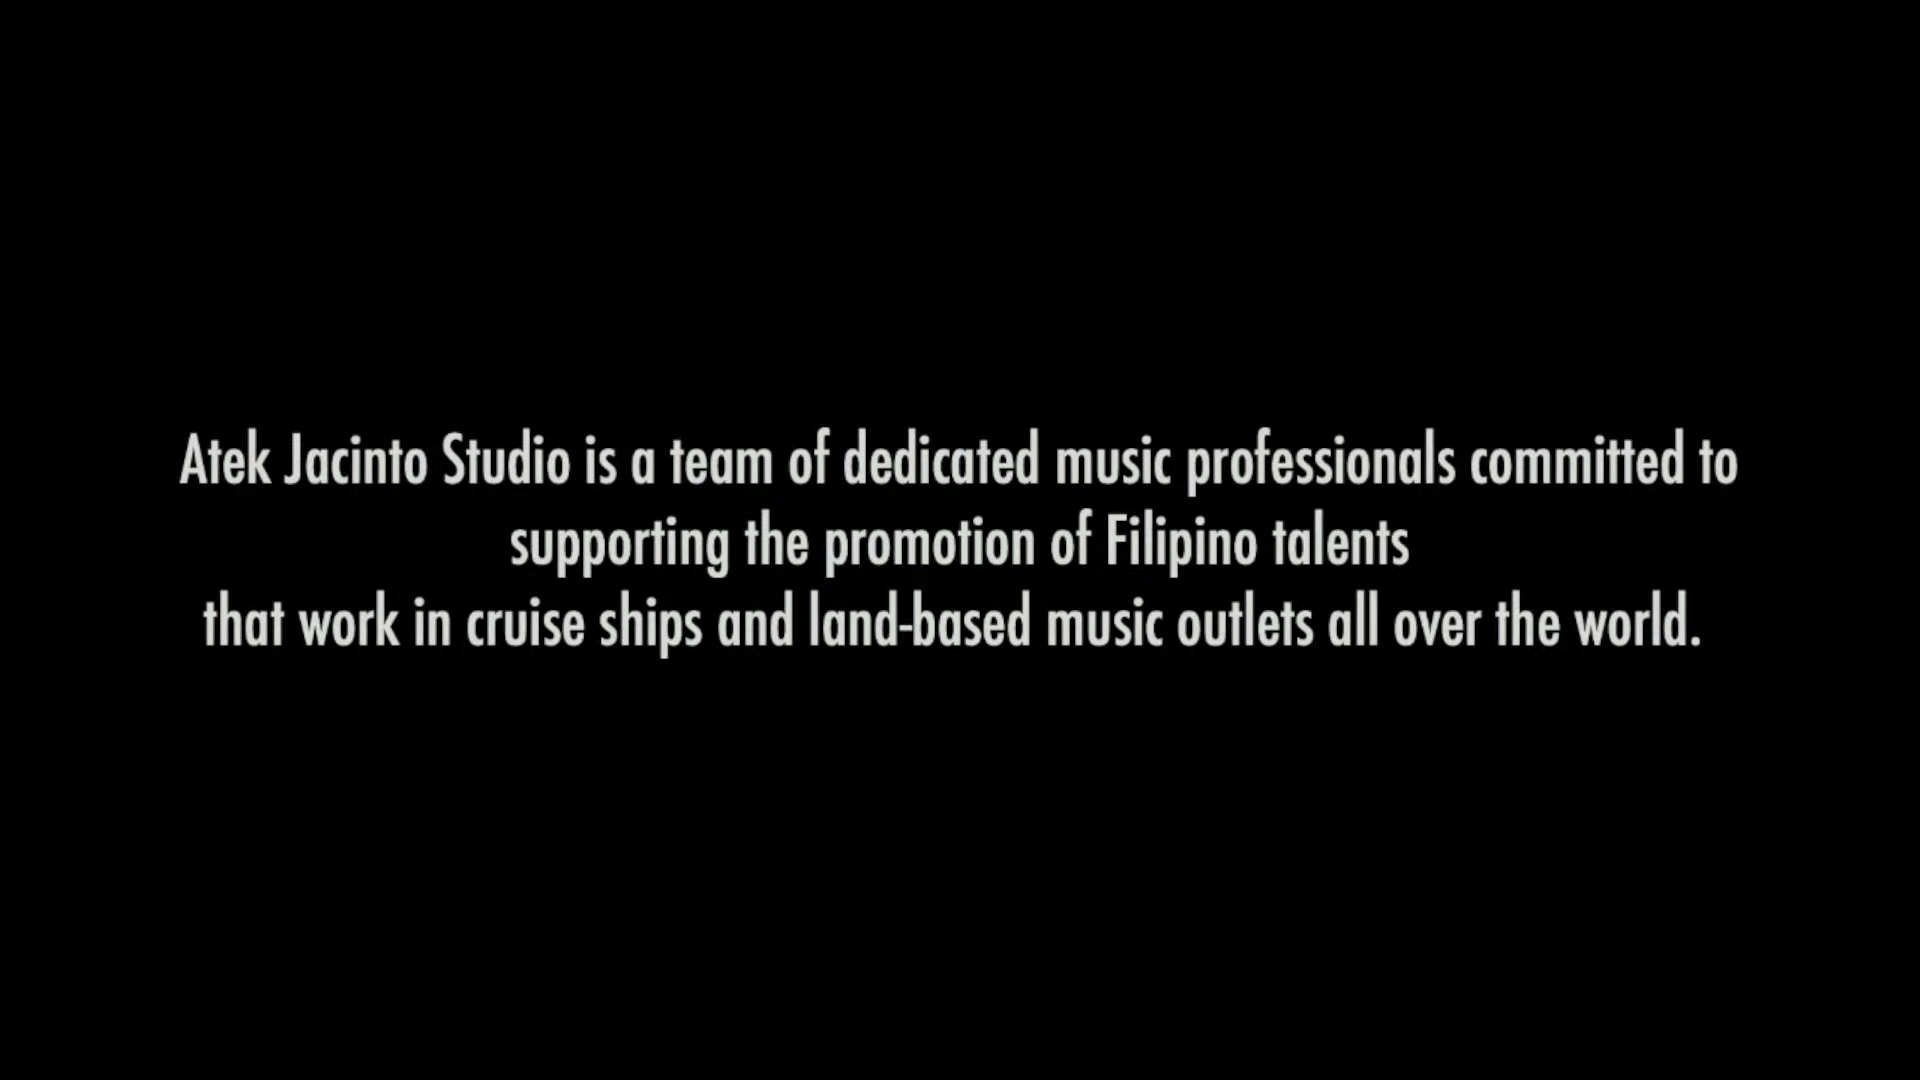 Atek Jacinto Studio is a team of dedicated music professionals committed to
supporting the promotion of Filipino talents
that work in cruise ships and land-based music outlets all over the world.